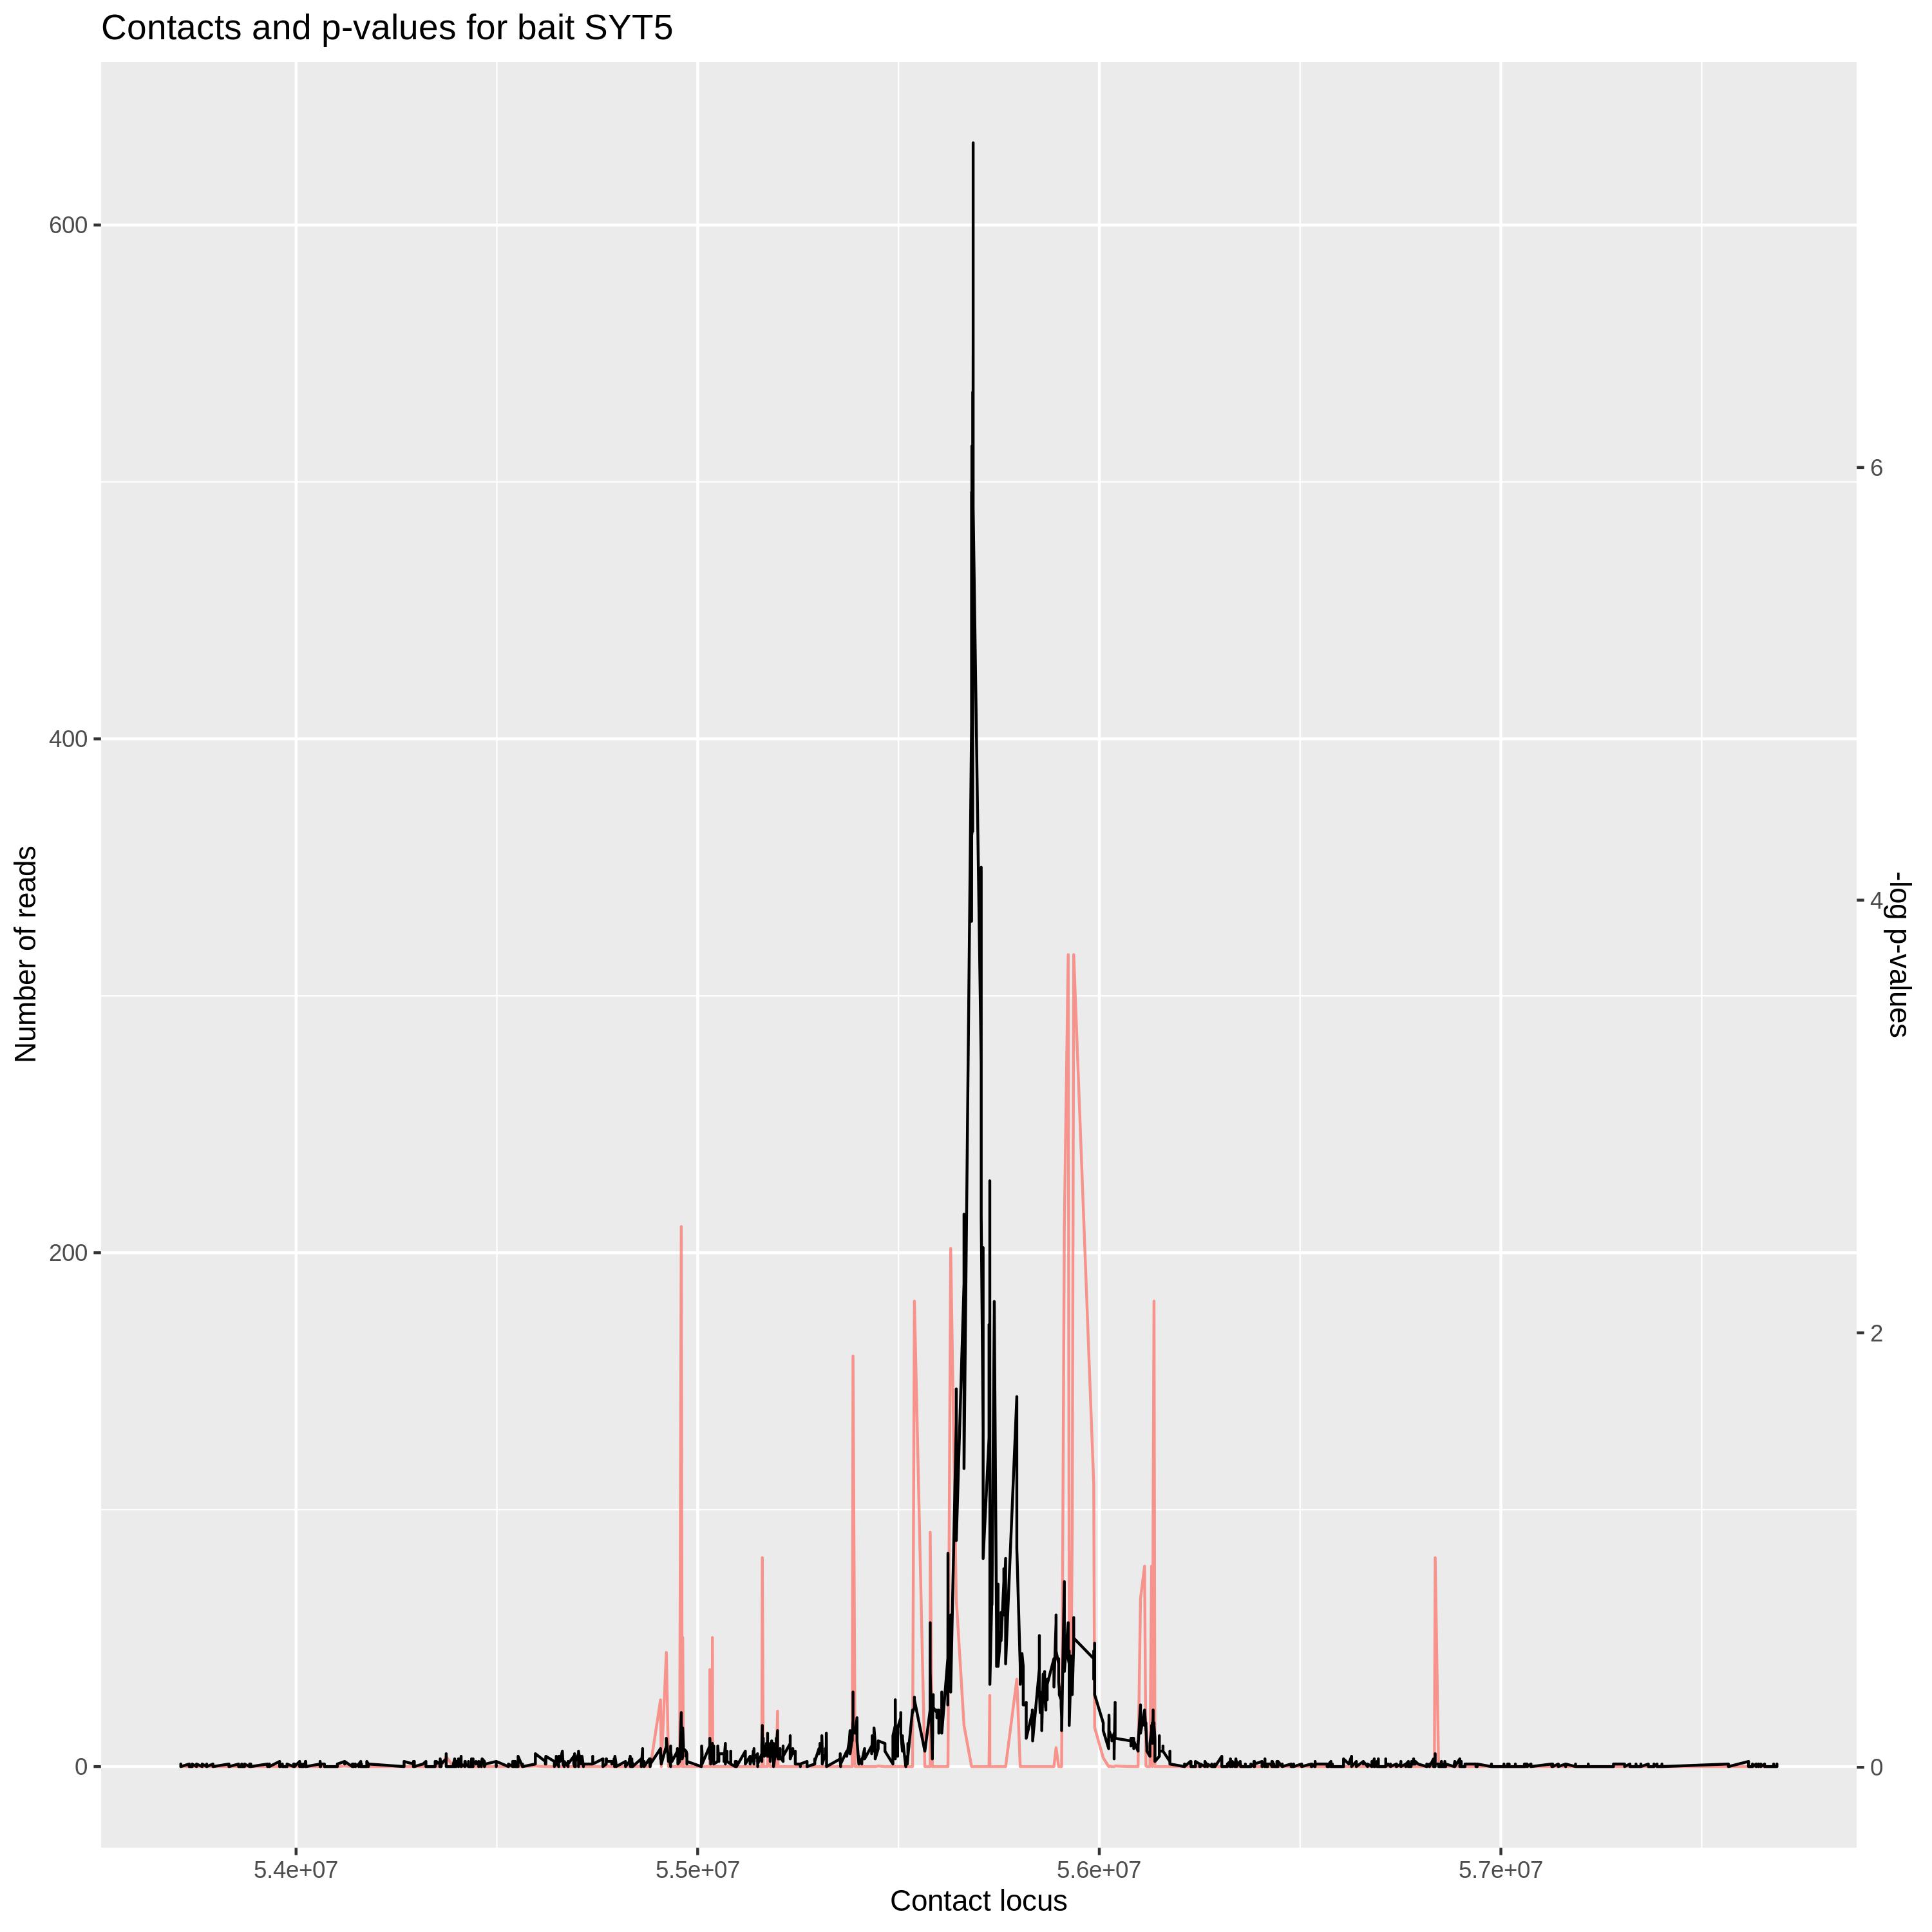 Contacts and p-values for bait SYT5
600
400
200
0
Number of reads
6
4
2
0
-log p-values
5.4e+07
5.5e+07
5.6e+07
5.7e+07
Contact locus